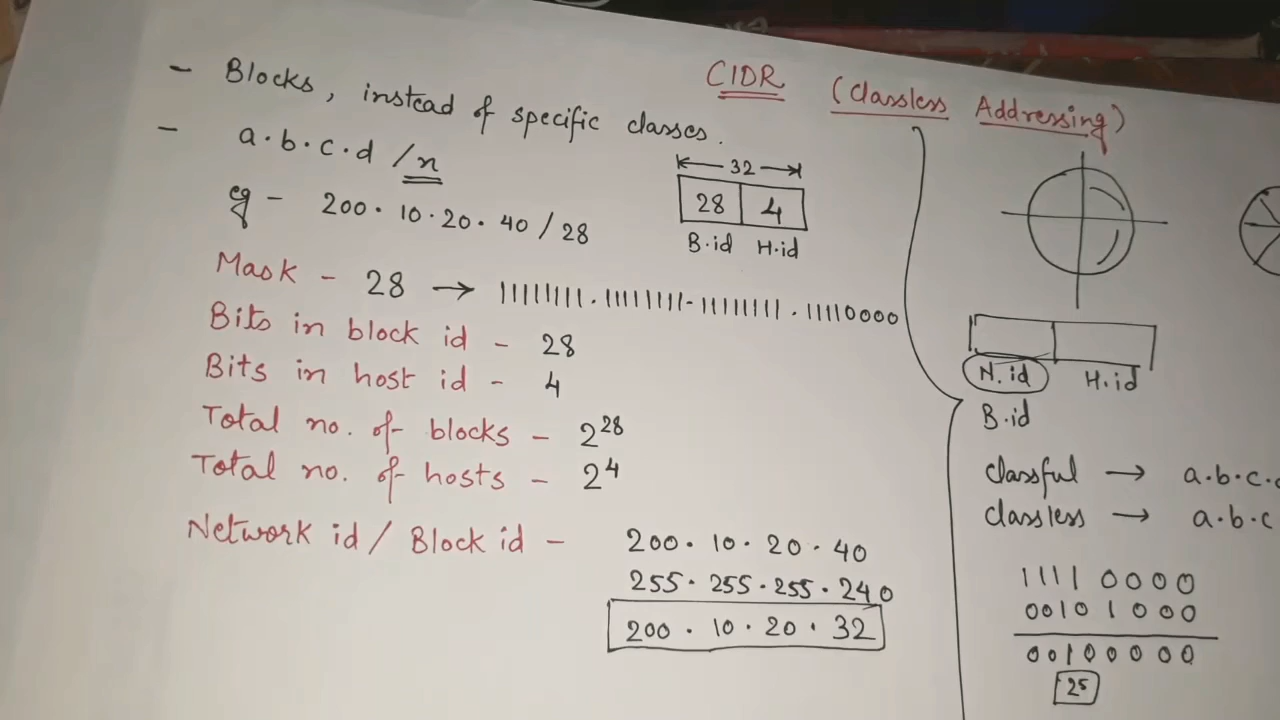 CIDR (Classless Addressing)
- Blocks, instead of specific classes.
- a.b.c.d /n
eg - 200.10.20.40 / 28
32
28 4
B.id H.id
Mask - 28 → 11111111.11111111.11111111.11110000
Bits in block id - 28
Bits in host id - 4
Total no. of blocks - 2^28
Total no. of hosts - 2^4
Network id / Block id - 200.10.20.40
255.255.255.240
200.10.20.32
N.id H.id
B.id
classful → a.b.c.
classless → a.b.c
1111 0000
0010 1000
00100000
25